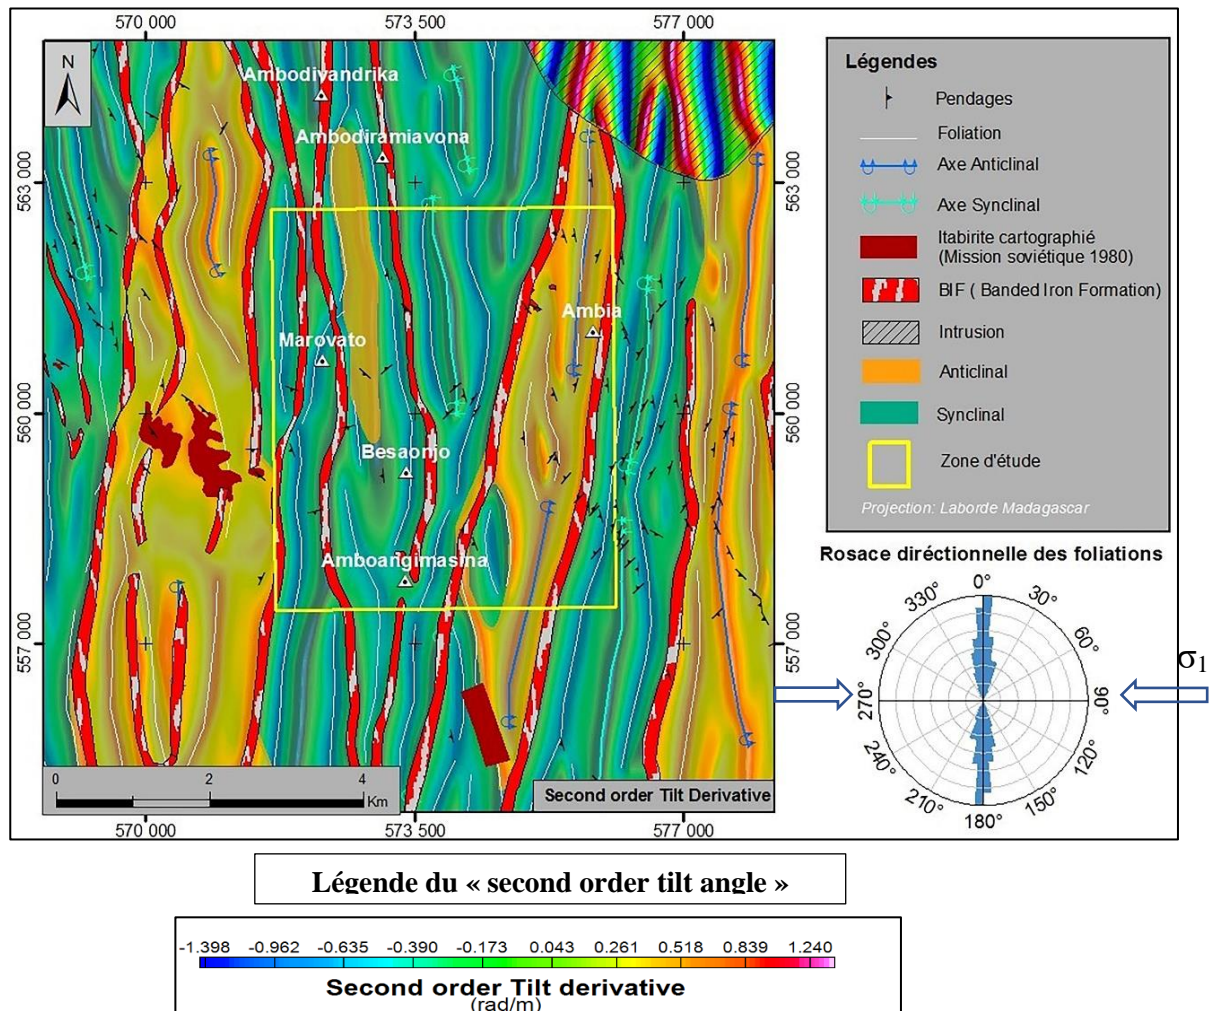 570 000
573 500
577 000
N
Ambodivandrika
Ambodiramiavona
563 000
563 000
Ambia
Marovato
560 000
560 000
Besaonjo
Amboangimasina
557 000
557 000
0
2
4
Km
Second order Tilt Derivative
570 000
573 500
577 000
Légendes
Pendages
Foliation
Axe Anticlinal
Axe Synclinal
Itabirite cartographié
(Mission soviétique 1980)
BIF ( Banded Iron Formation)
Intrusion
Anticlinal
Synclinal
Zone d'étude
Projection: Laborde Madagascar
Rosace diréctionnelle des foliations
0°
30°
60°
90°
120°
150°
180°
210°
240°
270°
300°
330°
σ1
Légende du « second order tilt angle »
-1.398 -0.962 -0.635 -0.390 -0.173 0.043 0.261 0.518 0.839 1.240
Second order Tilt derivative
(rad/m)